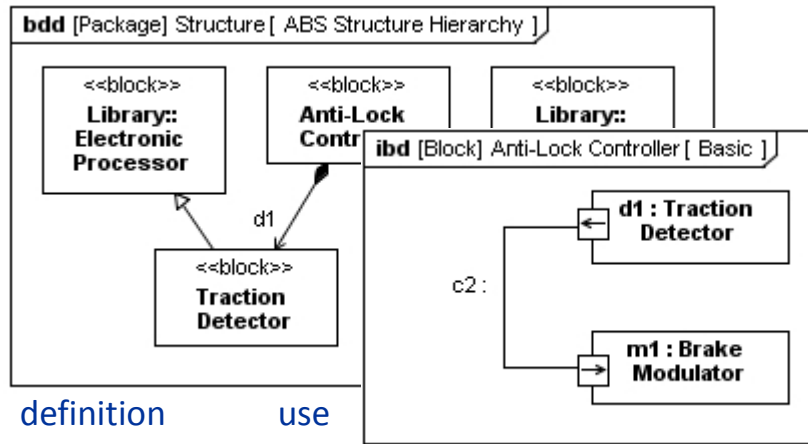 bdd [Package] Structure [ ABS Structure Hierarchy ]
<<block>>
Library::
Electronic
Processor
<<block>>
Anti-Lock
<<block>>
Library::
d1
<<block>>
Traction
Detector
definition
use
ibd [Block] Anti-Lock Controller [ Basic ]
d1 : Traction
Detector
c2 :
m1 : Brake
Modulator